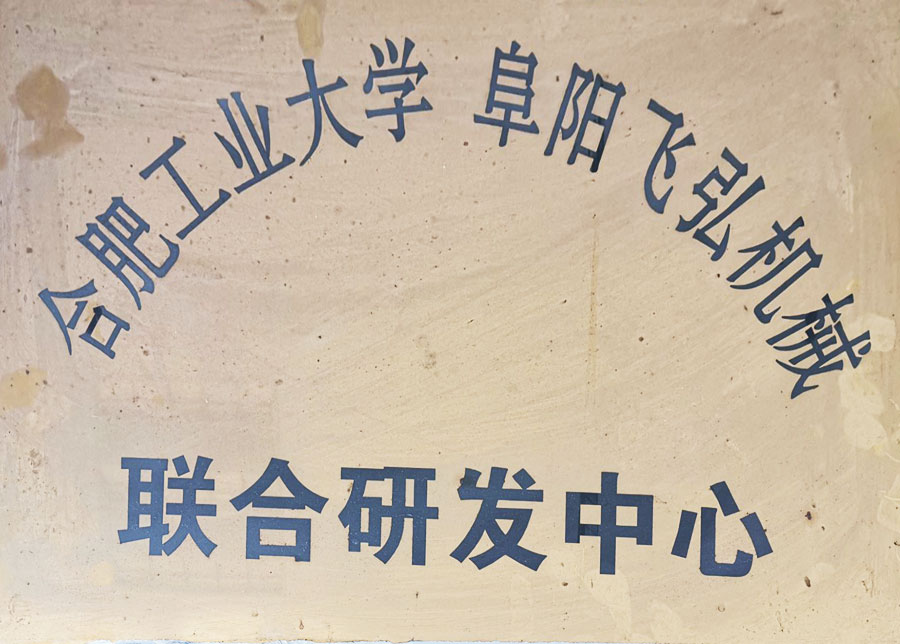 合肥工业大学 阜阳飞弘机械
联合研发中心